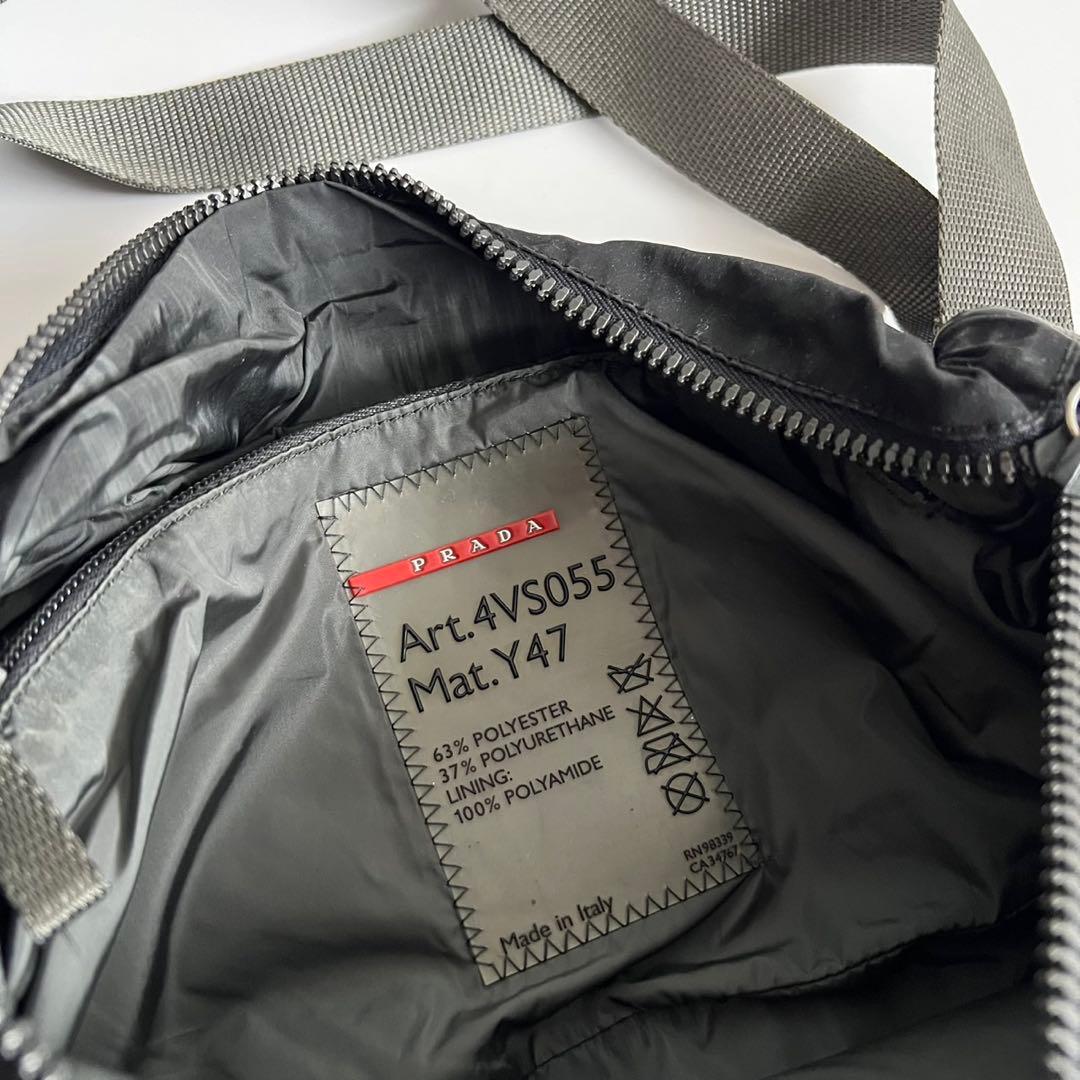 PRADA
Art.4VS055
Mat.Y47
63% POLYESTER
37% POLYURETHANE
LINING:
100% POLYAMIDE
RN98339
CA34767
Made in Italy